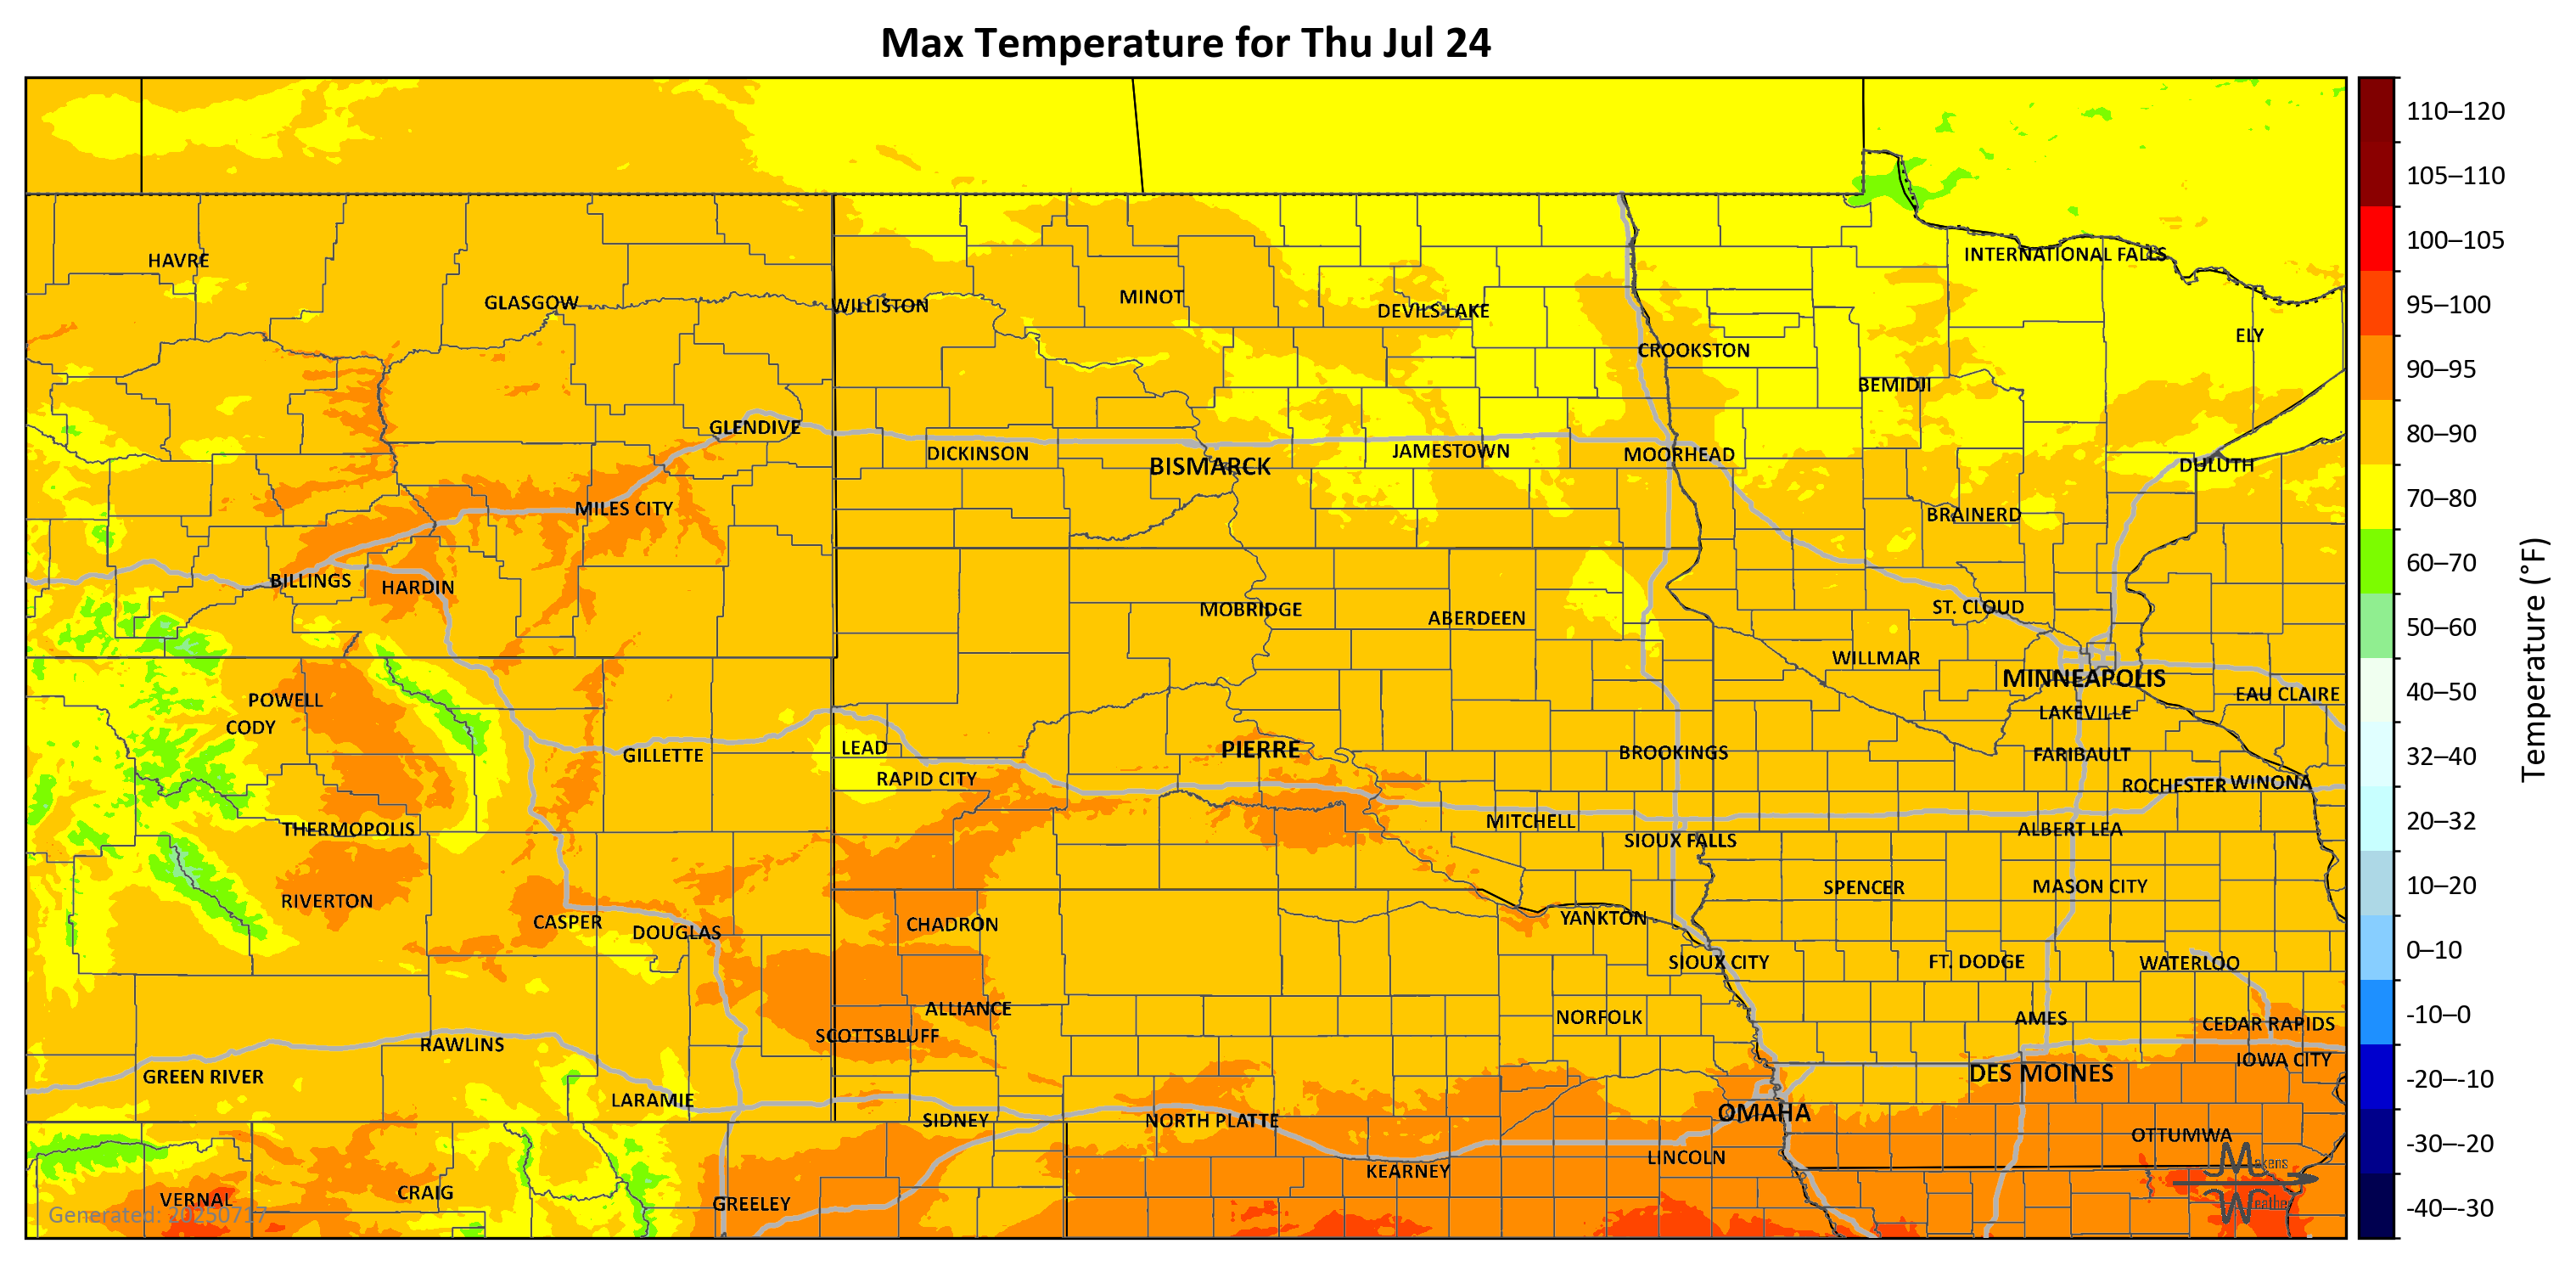 Max Temperature for Thu Jul 24
HAVRE
GLASGOW
WILLISTON
MINOT
DEVILS LAKE
INTERNATIONAL FALLS
CROOKSTON
ELY
BEMIDJI
GLENDIVE
DICKINSON
BISMARCK
JAMESTOWN
MOORHEAD
DULUTH
MILES CITY
BRAINERD
BILLINGS
HARDIN
MOBRIDGE
ABERDEEN
ST. CLOUD
WILLMAR
MINNEAPOLIS
EAU CLAIRE
POWELL
CODY
LAKEVILLE
GILLETTE
LEAD
PIERRE
BROOKINGS
FARIBAULT
RAPID CITY
ROCHESTER
WINONA
THERMOPOLIS
MITCHELL
SIOUX FALLS
ALBERT LEA
RIVERTON
SPENCER
MASON CITY
CASPER
DOUGLAS
CHADRON
YANKTON
SIOUX CITY
FT. DODGE
WATERLOO
ALLIANCE
NORFOLK
AMES
CEDAR RAPIDS
SCOTTSBLUFF
RAWLINS
IOWA CITY
GREEN RIVER
DES MOINES
LARAMIE
SIDNEY
NORTH PLATTE
OMAHA
OTTUMWA
KEARNEY
LINCOLN
VERNAL
CRAIG
GREELEY
Makens
Weather
Generated: 20250717
110–120
105–110
100–105
95–100
90–95
80–90
70–80
60–70
50–60
40–50
32–40
20–32
10–20
0–10
-10–0
-20–-10
-30–-20
-40–-30
Temperature (°F)